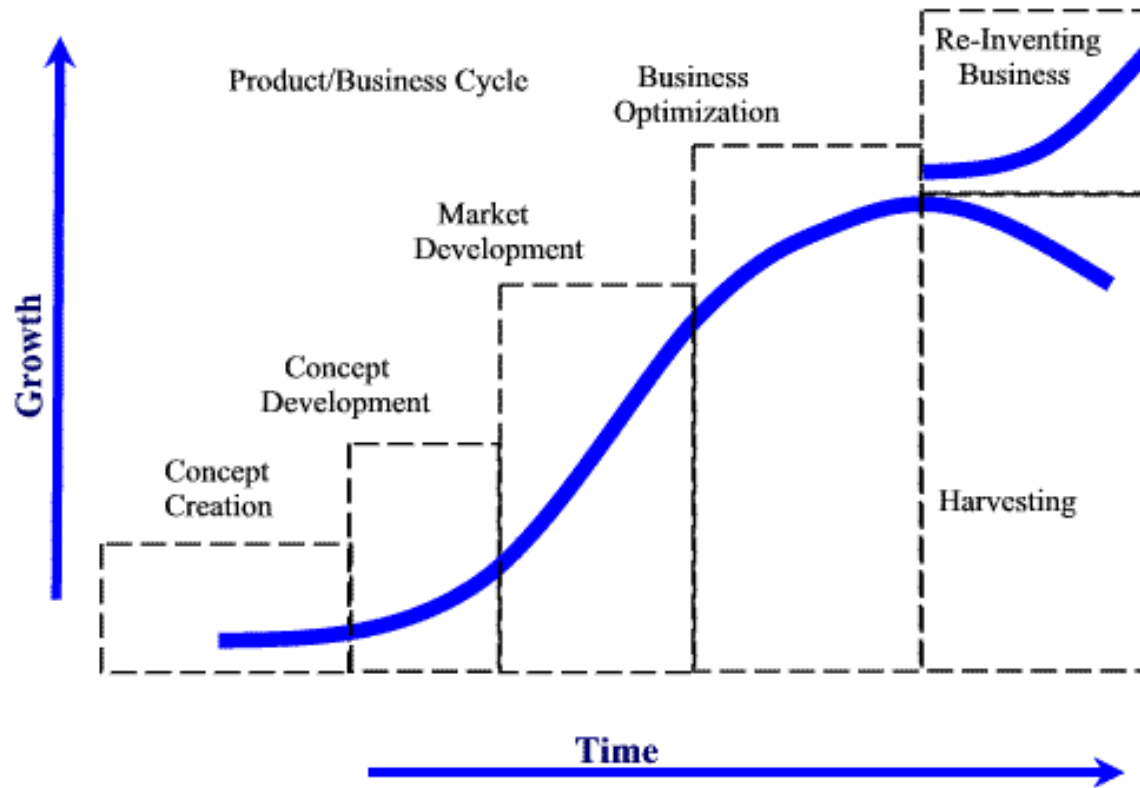 Re-Inventing
Business
Product/Business Cycle
Business
Optimization
Market
Development
Concept
Development
Concept
Creation
Harvesting
Growth
Time